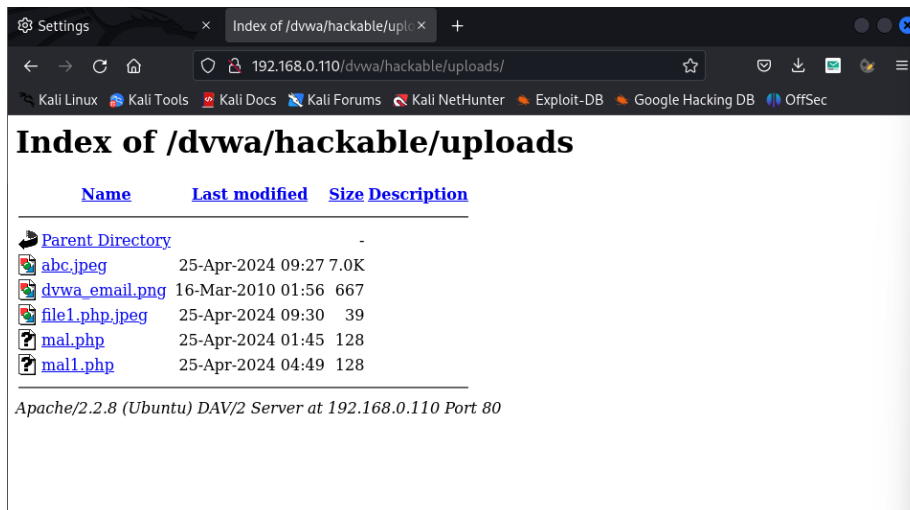 Settings
Index of /dvwa/hackable/uplo
192.168.0.110/dvwa/hackable/uploads/
Kali Linux Kali Tools Kali Docs Kali Forums Kali NetHunter Exploit-DB Google Hacking DB OffSec
Index of /dvwa/hackable/uploads
Name Last modified Size Description
Parent Directory -
abc.jpeg 25-Apr-2024 09:27 7.0K
dvwa_email.png 16-Mar-2010 01:56 667
file1.php.jpeg 25-Apr-2024 09:30 39
mal.php 25-Apr-2024 01:45 128
mal1.php 25-Apr-2024 04:49 128
Apache/2.2.8 (Ubuntu) DAV/2 Server at 192.168.0.110 Port 80